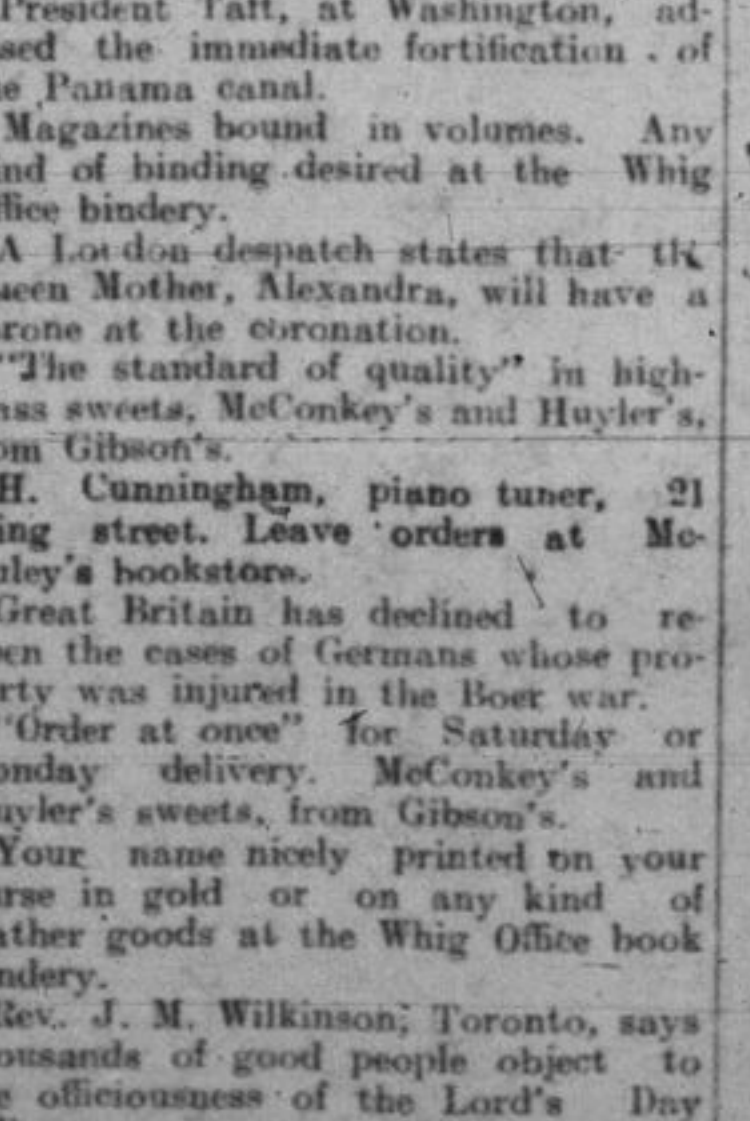 President Taft, at Washington, ad-
sed the immediate fortification of
e Panama canal.
Magazines bound in volumes. Any
nd of binding desired at the Whig
ffice bindery.
A London despatch states that th
ueen Mother, Alexandra, will have a
rone at the coronation.
"The standard of quality" in high-
ass sweets, McConkey's and Huyler's,
om Gibson's.
H. Cunningham, piano tuner, 21
ing street. Leave orders at Mc-
uley's bookstore.
Great Britain has declined to re-
en the cases of Germans whose pro-
rty was injured in the Boer war.
"Order at once" for Saturday or
onday delivery. McConkey's and
uyler's sweets, from Gibson's.
Your name nicely printed on your
urse in gold or on any kind of
ather goods at the Whig Office book
ndery.
Rev. J. M. Wilkinson, Toronto, says
ousands of good people object to
e officiousness of the Lord's Day